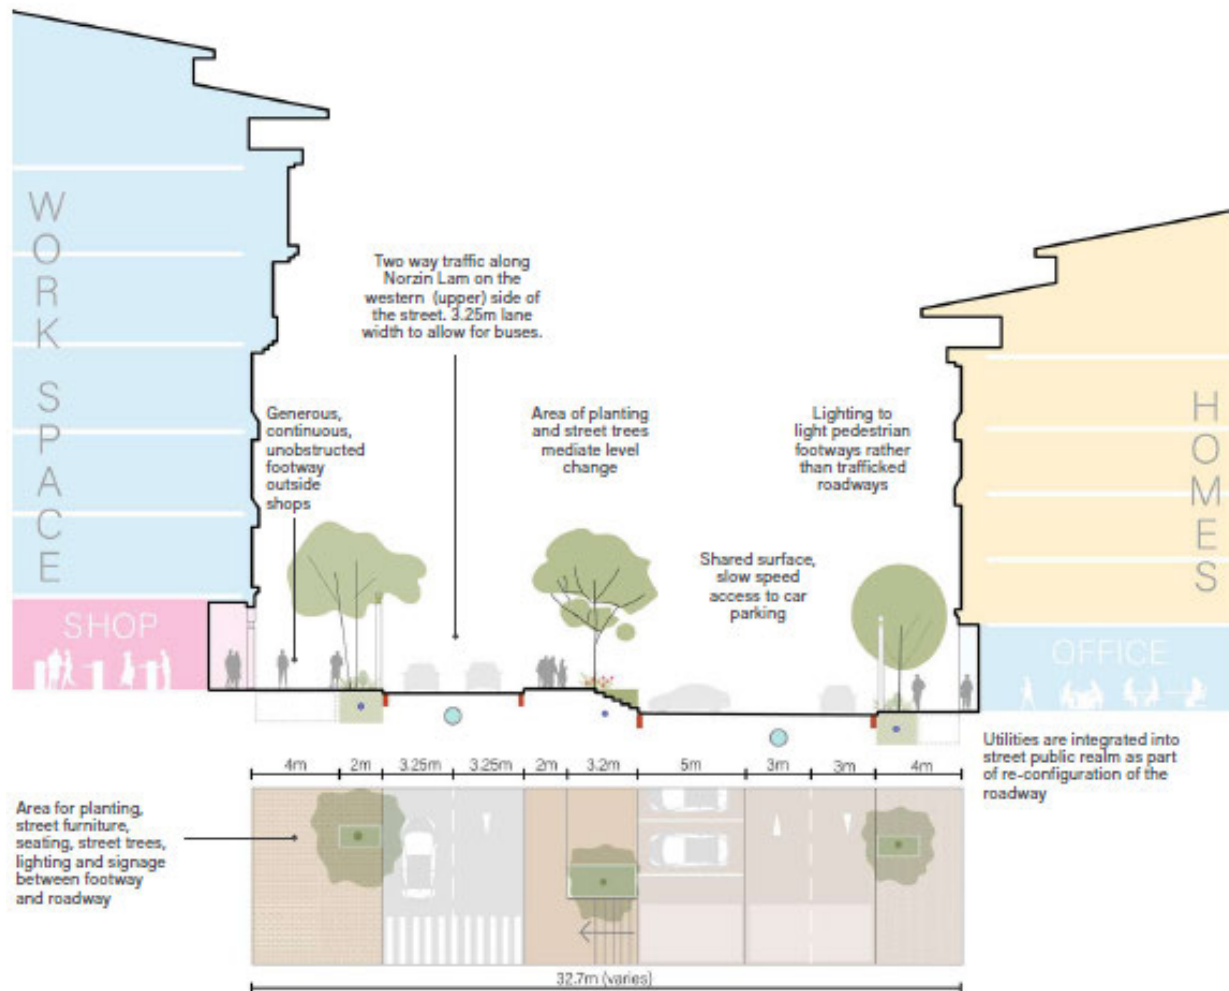 WORK SPACE
Two way traffic along
Norzin Lam on the
western (upper) side of
the street. 3.25m lane
width to allow for buses.
HOMES
Generous,
continuous,
unobstructed
footway
outside
shops
Area of planting
and street trees
mediate level
change
Lighting to
light pedestrian
footways rather
than trafficked
roadways
Shared surface,
slow speed
access to car
parking
SHOP
OFFICE
Utilities are integrated into
street public realm as part
of re-configuration of the
roadway
4m 2m 3.25m 3.25m 2m 3.2m 5m 3m 3m 4m
Area for planting,
street furniture,
seating, street trees,
lighting and signage
between footway
and roadway
32.7m (varies)